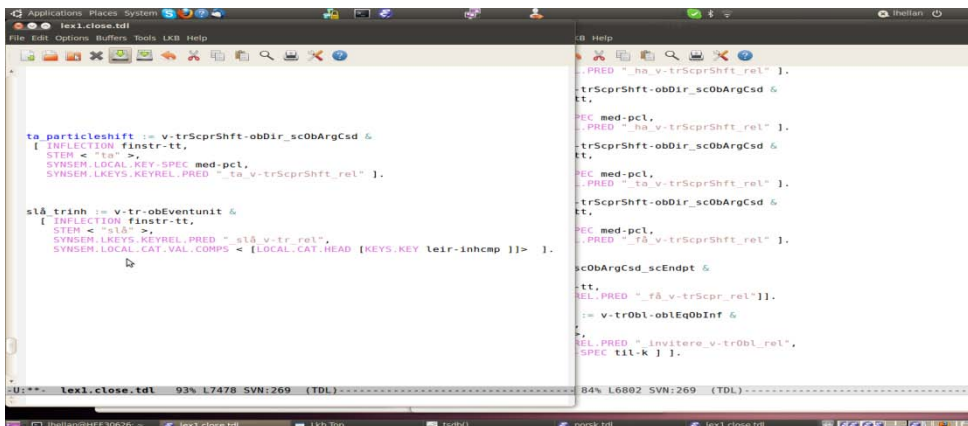 Applications Places System lhellan
lex1.close.tdl
File Edit Options Buffers Tools LKB Help
ta_particleshift := v-trScprShft-obDir_scObArgCsd &
[ INFLECTION finstr-tt,
STEM < "ta" >,
SYNSEM.LOCAL.KEY-SPEC med-pcl,
SYNSEM.LKEYS.KEYREL.PRED "_ta_v-trScprShft_rel" ].
slå_trinh := v-tr-obEventunit &
[ INFLECTION finstr-tt,
STEM < "slå" >,
SYNSEM.LKEYS.KEYREL.PRED "_slå_v-tr_rel",
SYNSEM.LOCAL.CAT.VAL.COMPS < [LOCAL.CAT.HEAD [KEYS.KEY leir-inhcmp ]]> ].
-U:**- lex1.close.tdl 93% L7478 SVN:269 (TDL)
KB Help
.PRED "_ha_v-trScprShft_rel" ].
-trScprShft-obDir_scObArgCsd &
tt,
PEC med-pcl,
.PRED "_ha_v-trScprShft_rel" ].
-trScprShft-obDir_scObArgCsd &
tt,
PEC med-pcl,
.PRED "_ta_v-trScprShft_rel" ].
-trScprShft-obDir_scObArgCsd &
tt,
PEC med-pcl,
.PRED "_få_v-trScprShft_rel" ].
scObArgCsd_scEndpt &
-tt,
REL.PRED "_få_v-trScpr_rel"]].
:= v-trObl-oblEqObInf &
,
>,
REL.PRED "_invitere_v-trObl_rel",
-SPEC til-k ] ].
84% L6802 SVN:269 (TDL)
lhellan@HFF30626: ~ lex1.close.tdl Lkb Top tsdb() norsk.tdl lex1.close.tdl